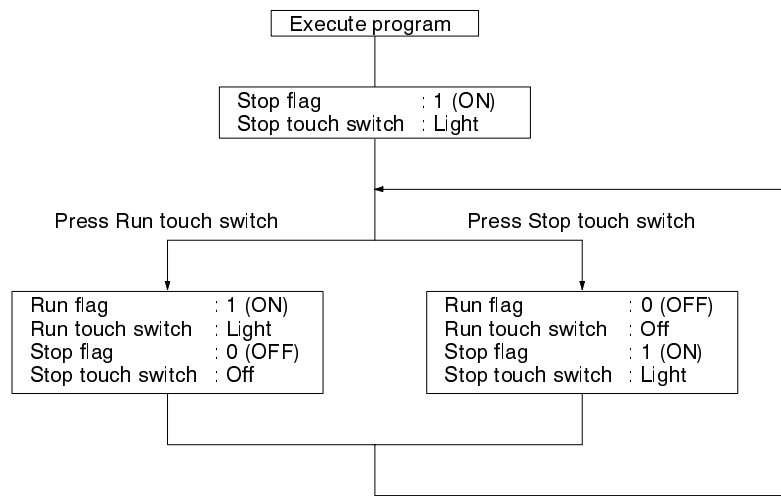 Execute program
Stop flag : 1 (ON)
Stop touch switch : Light
Press Run touch switch
Press Stop touch switch
Run flag : 1 (ON)
Run touch switch : Light
Stop flag : 0 (OFF)
Stop touch switch : Off
Run flag : 0 (OFF)
Run touch switch : Off
Stop flag : 1 (ON)
Stop touch switch : Light